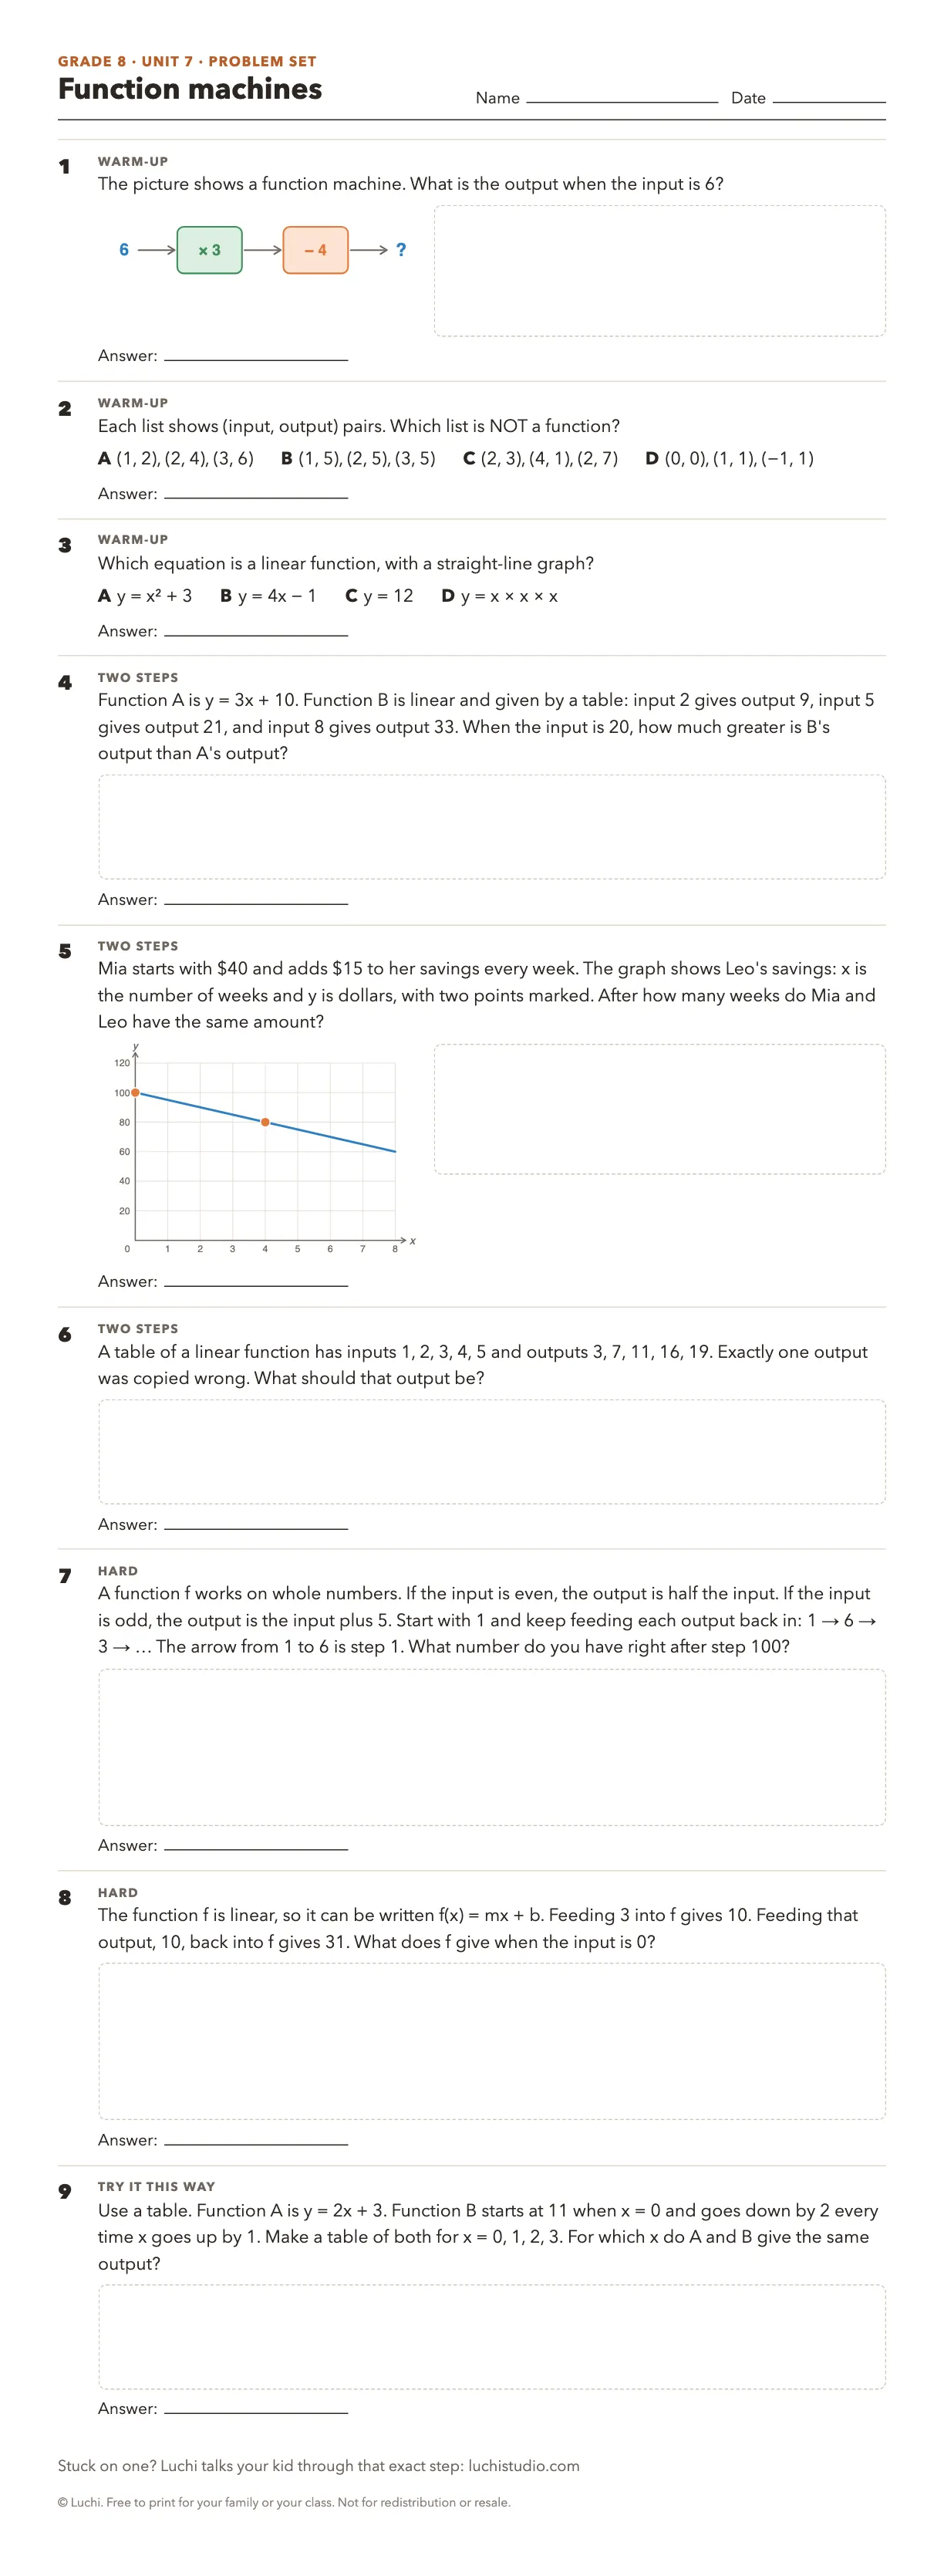 GRADE 8 · UNIT 7 · PROBLEM SET
Function machines
Name Date
1
WARM-UP
The picture shows a function machine. What is the output when the input is 6?
6 × 3 − 4 ?
Answer:
2
WARM-UP
Each list shows (input, output) pairs. Which list is NOT a function?
A (1, 2), (2, 4), (3, 6) B (1, 5), (2, 5), (3, 5) C (2, 3), (4, 1), (2, 7) D (0, 0), (1, 1), (−1, 1)
Answer:
3
WARM-UP
Which equation is a linear function, with a straight-line graph?
A y = x² + 3 B y = 4x − 1 C y = 12 D y = x × x × x
Answer:
4
TWO STEPS
Function A is y = 3x + 10. Function B is linear and given by a table: input 2 gives output 9, input 5
gives output 21, and input 8 gives output 33. When the input is 20, how much greater is B's
output than A's output?
Answer:
5
TWO STEPS
Mia starts with $40 and adds $15 to her savings every week. The graph shows Leo's savings: x is
the number of weeks and y is dollars, with two points marked. After how many weeks do Mia and
Leo have the same amount?
y
120
100
80
60
40
20
0 1 2 3 4 5 6 7 8 x
Answer:
6
TWO STEPS
A table of a linear function has inputs 1, 2, 3, 4, 5 and outputs 3, 7, 11, 16, 19. Exactly one output
was copied wrong. What should that output be?
Answer:
7
HARD
A function f works on whole numbers. If the input is even, the output is half the input. If the input
is odd, the output is the input plus 5. Start with 1 and keep feeding each output back in: 1 → 6 →
3 → … The arrow from 1 to 6 is step 1. What number do you have right after step 100?
Answer:
8
HARD
The function f is linear, so it can be written f(x) = mx + b. Feeding 3 into f gives 10. Feeding that
output, 10, back into f gives 31. What does f give when the input is 0?
Answer:
9
TRY IT THIS WAY
Use a table. Function A is y = 2x + 3. Function B starts at 11 when x = 0 and goes down by 2 every
time x goes up by 1. Make a table of both for x = 0, 1, 2, 3. For which x do A and B give the same
output?
Answer:
Stuck on one? Luchi talks your kid through that exact step: luchistudio.com
© Luchi. Free to print for your family or your class. Not for redistribution or resale.